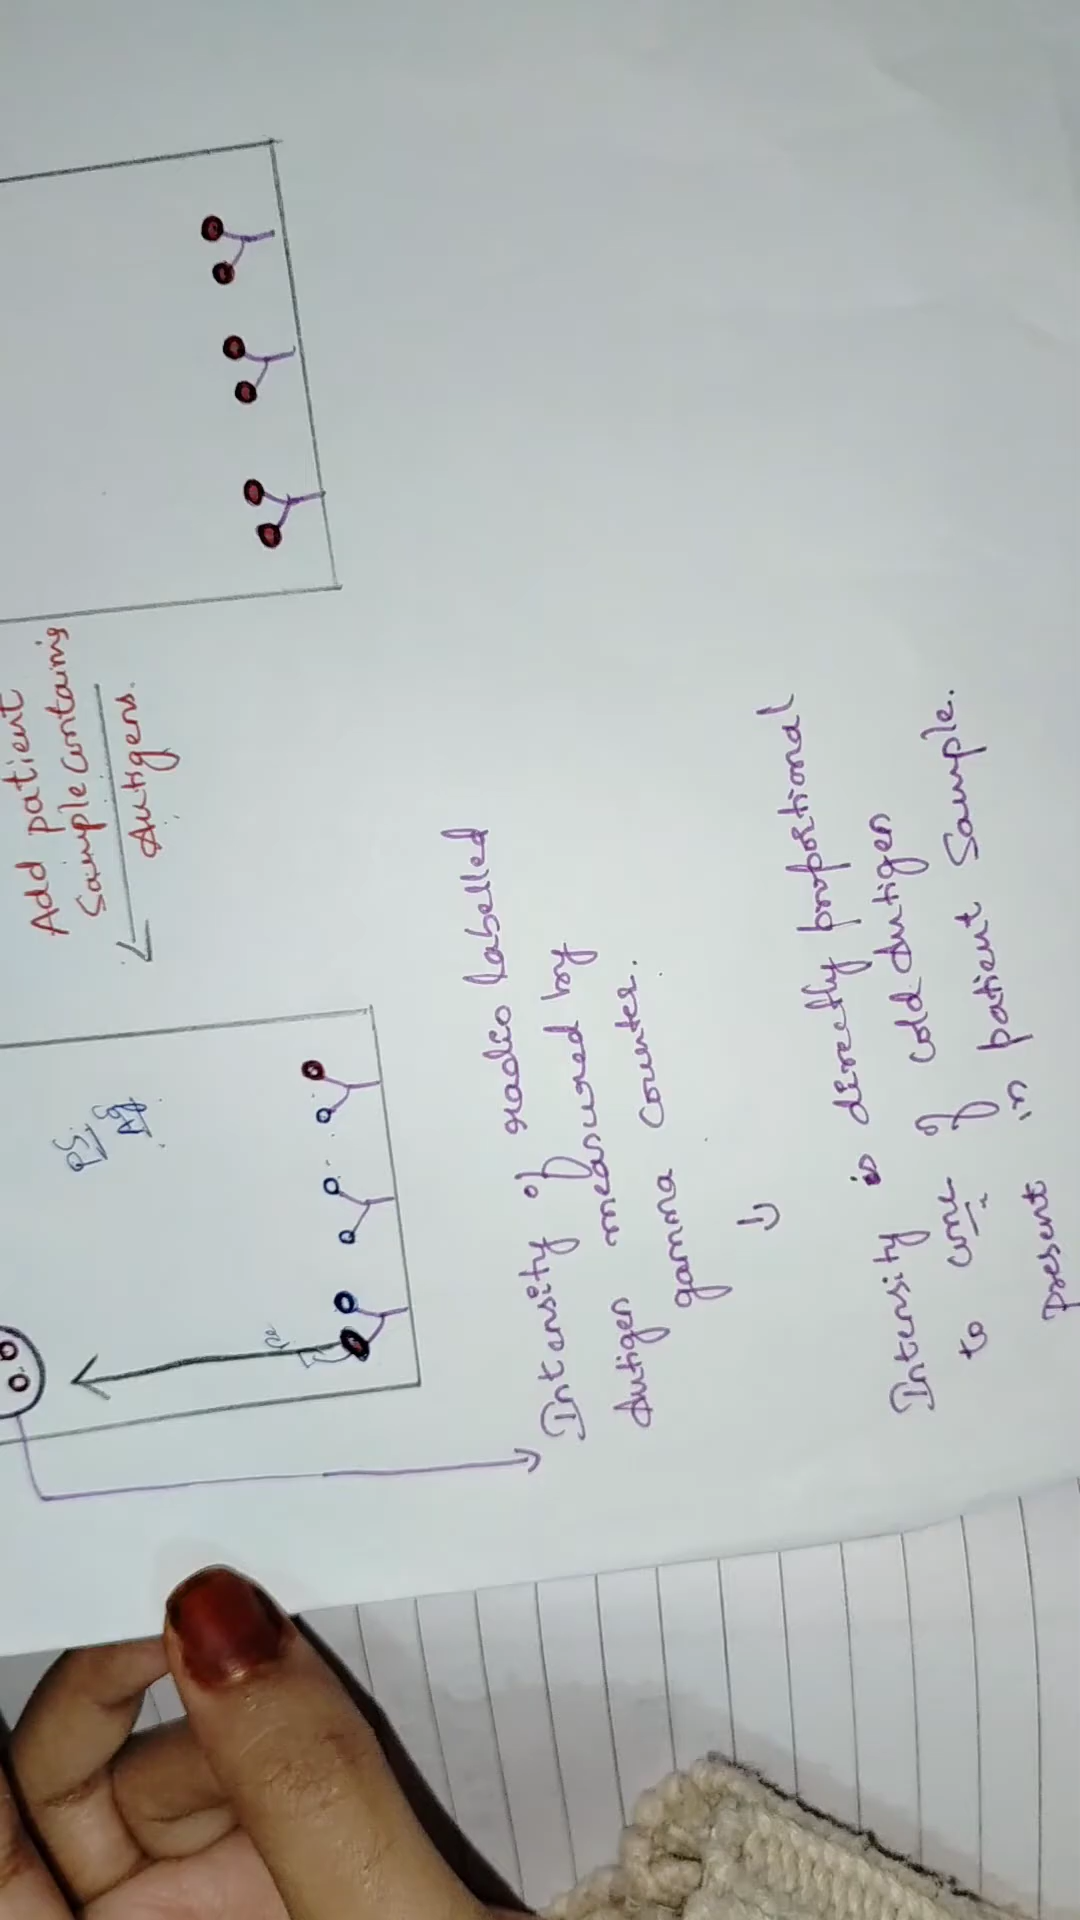 Add patient
Sample containing
Antigens.
PS
Ag
Intensity of radio labelled
Antigen measured by
gamma counter.
Intensity is directly proportional
to conc of cold Antigen
present in patient Sample.